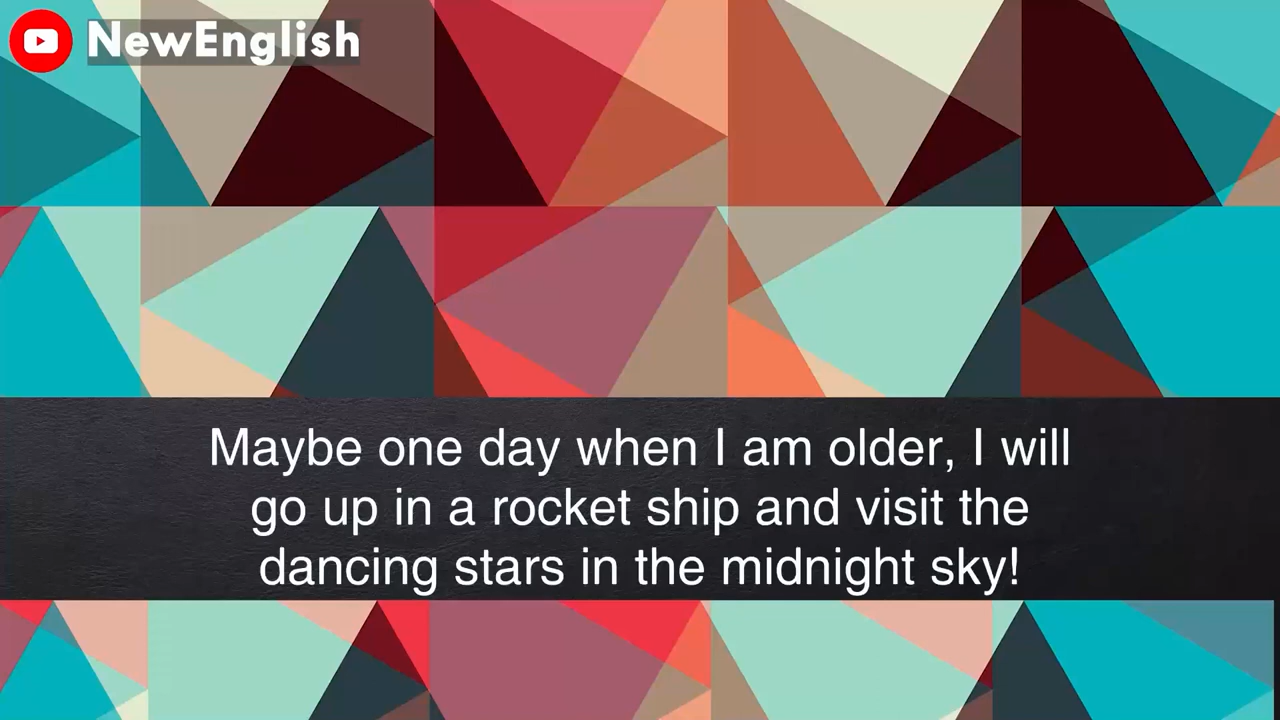 NewEnglish
Maybe one day when I am older, I will
go up in a rocket ship and visit the
dancing stars in the midnight sky!